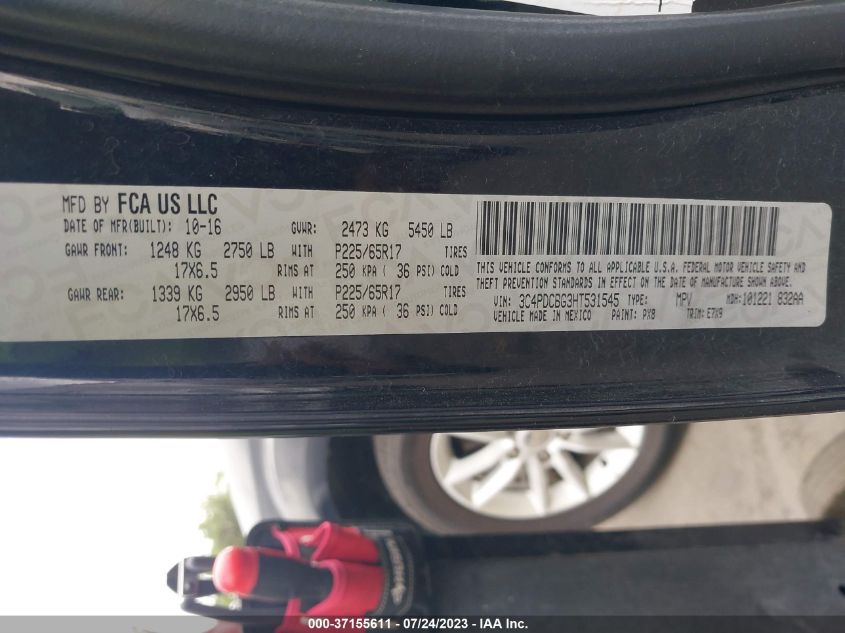 MFD BY FCA US LLC
DATE OF MFR(BUILT): 10-16 GVWR: 2473 KG 5450 LB
GAWR FRONT: 1248 KG 2750 LB WITH P225/65R17 TIRES
17X6.5 RIMS AT 250 KPA ( 36 PSI) COLD
GAWR REAR: 1339 KG 2950 LB WITH P225/65R17 TIRES
17X6.5 RIMS AT 250 KPA ( 36 PSI) COLD
THIS VEHICLE CONFORMS TO ALL APPLICABLE U.S.A. FEDERAL MOTOR VEHICLE SAFETY AND
THEFT PREVENTION STANDARDS IN EFFECT ON THE DATE OF MANUFACTURE SHOWN ABOVE.
VIN: 3C4PDCBG3HT531545 TYPE: MPV MDH: 101221 832AA
VEHICLE MADE IN MEXICO PAINT: PX8 TRIM: E7X9
000-37155611 - 07/24/2023 - IAA Inc.